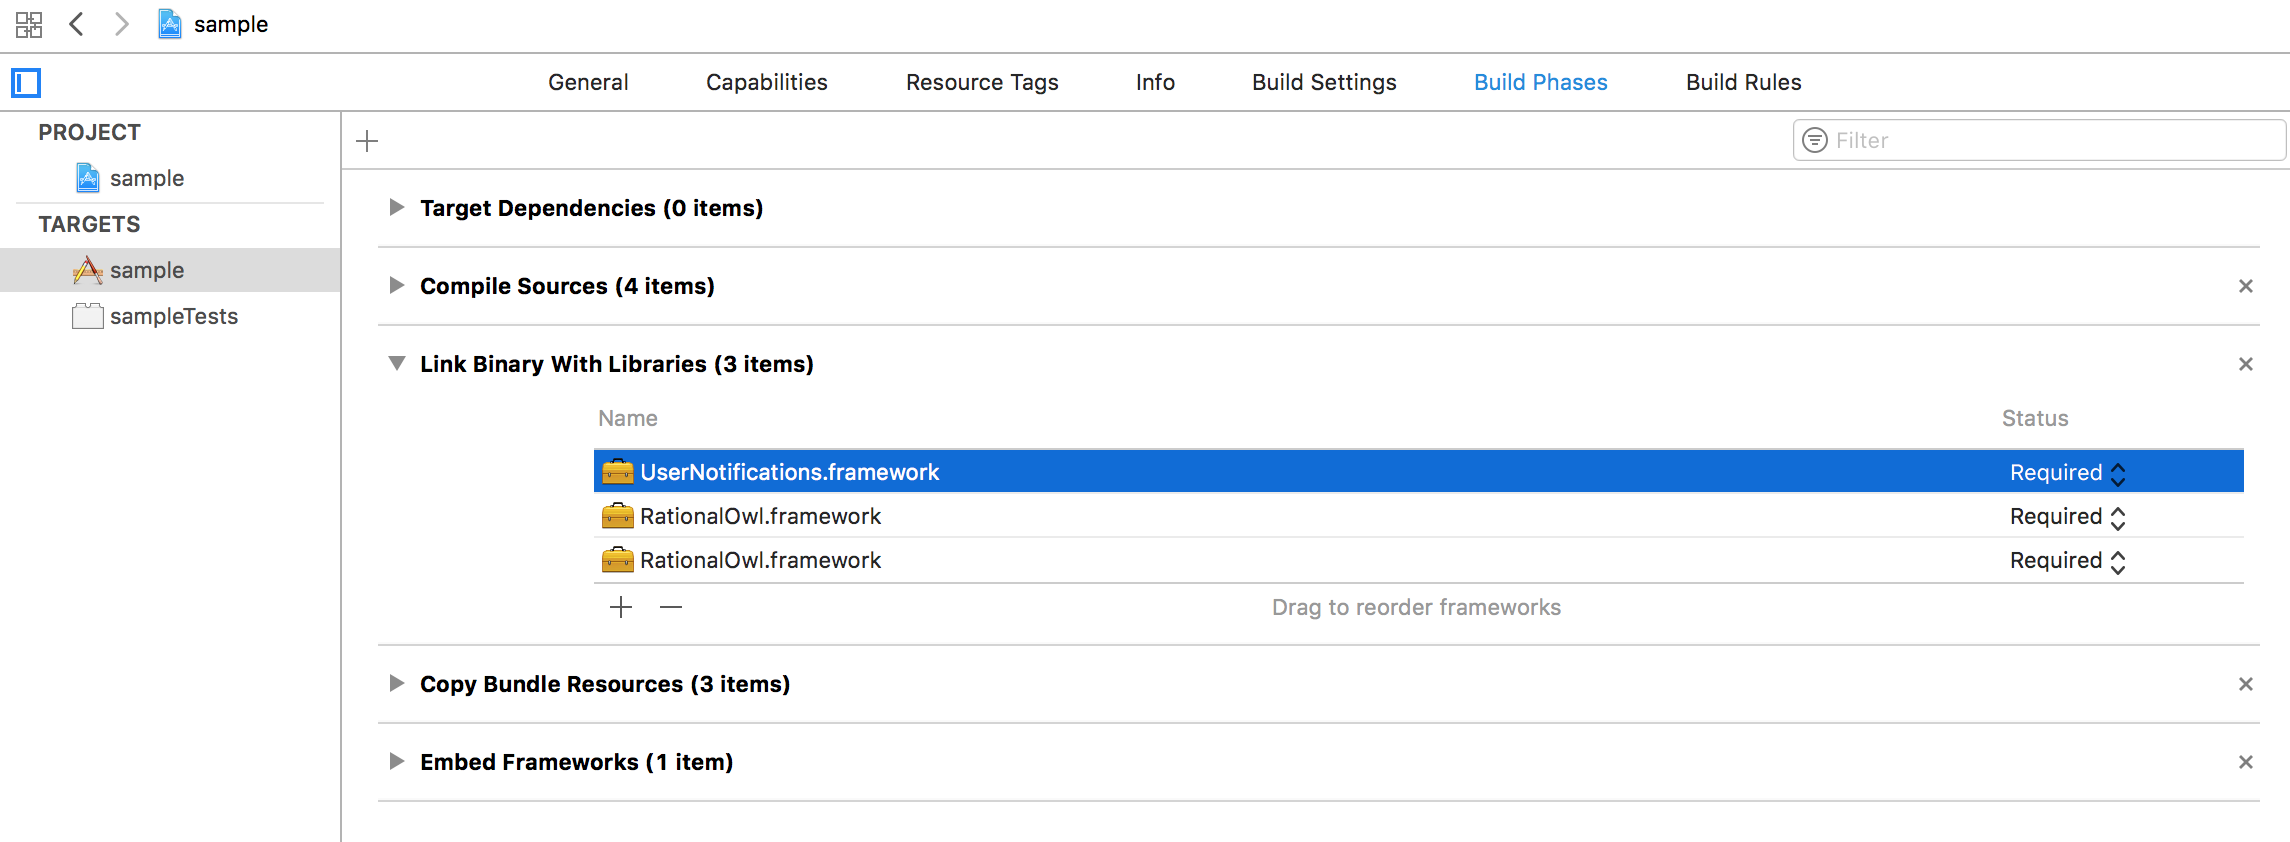 sample
General Capabilities Resource Tags Info Build Settings Build Phases Build Rules
PROJECT
sample
TARGETS
sample
sampleTests
Filter
Target Dependencies (0 items)
Compile Sources (4 items)
Link Binary With Libraries (3 items)
Name Status
UserNotifications.framework Required
RationalOwl.framework Required
RationalOwl.framework Required
Drag to reorder frameworks
Copy Bundle Resources (3 items)
Embed Frameworks (1 item)